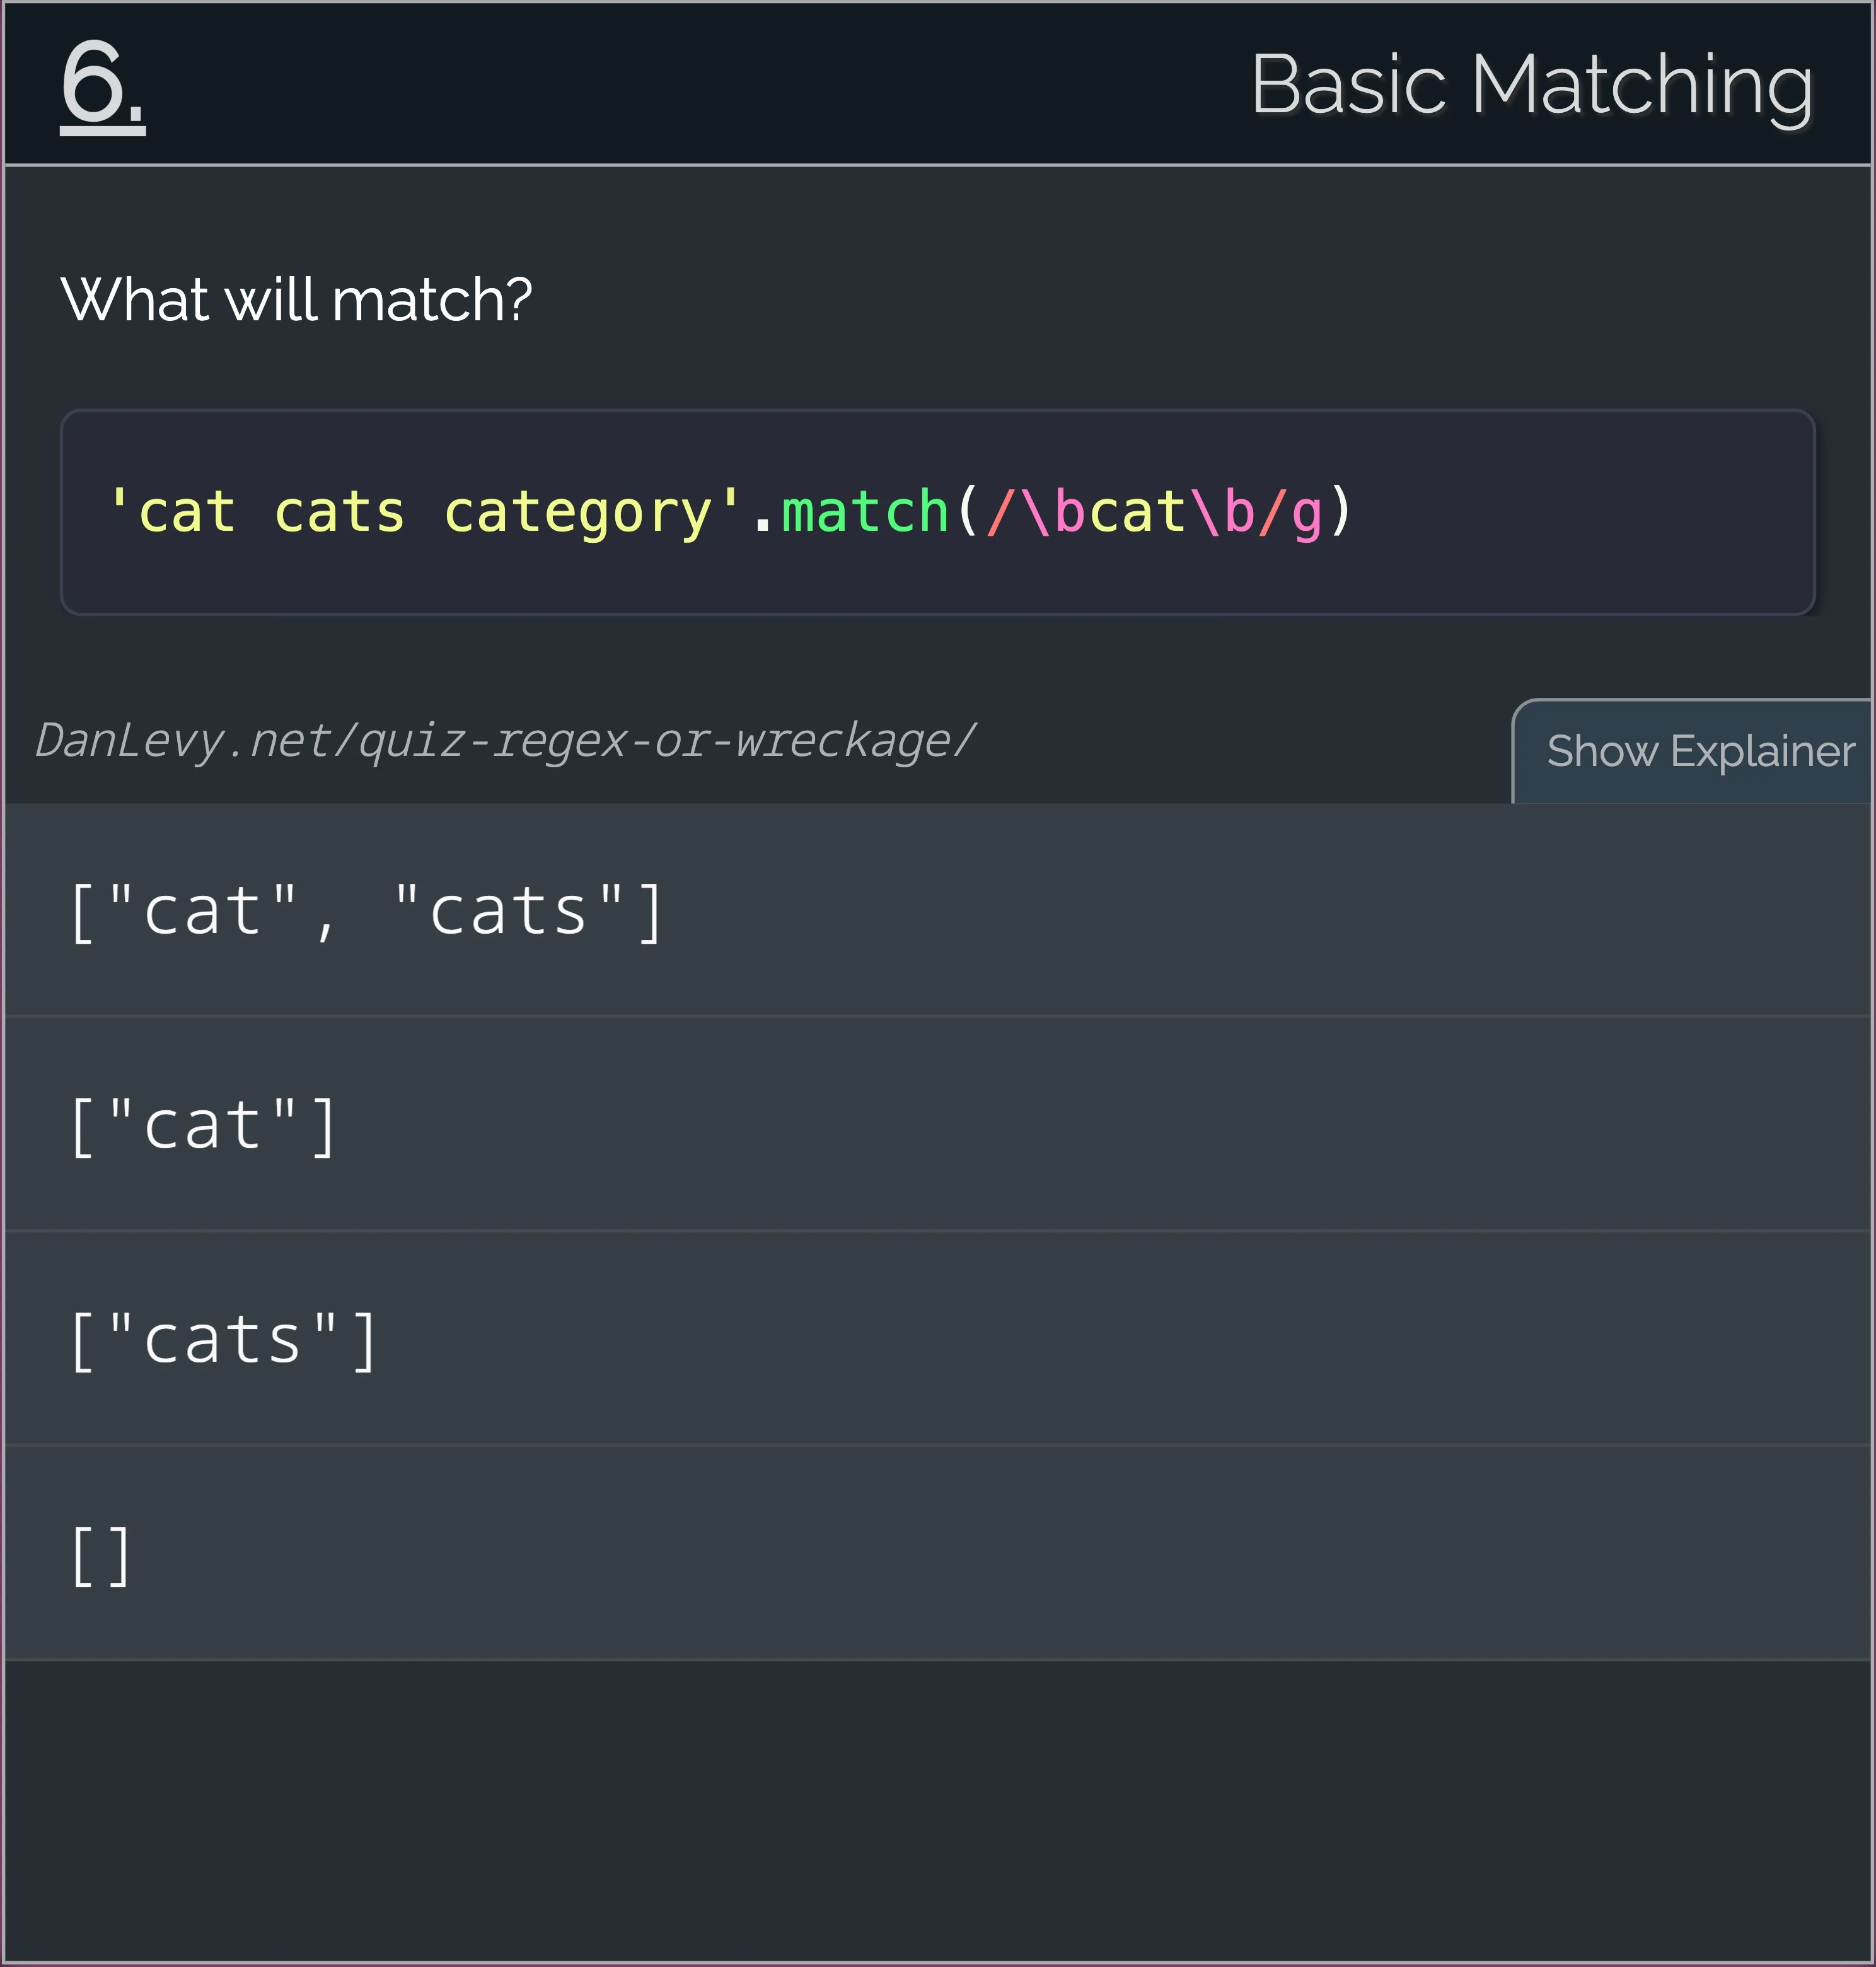 6.
Basic Matching
What will match?
'cat cats category'.match(/\bcat\b/g)
DanLevy.net/quiz-regex-or-wreckage/
Show Explainer
["cat", "cats"]
["cat"]
["cats"]
[]